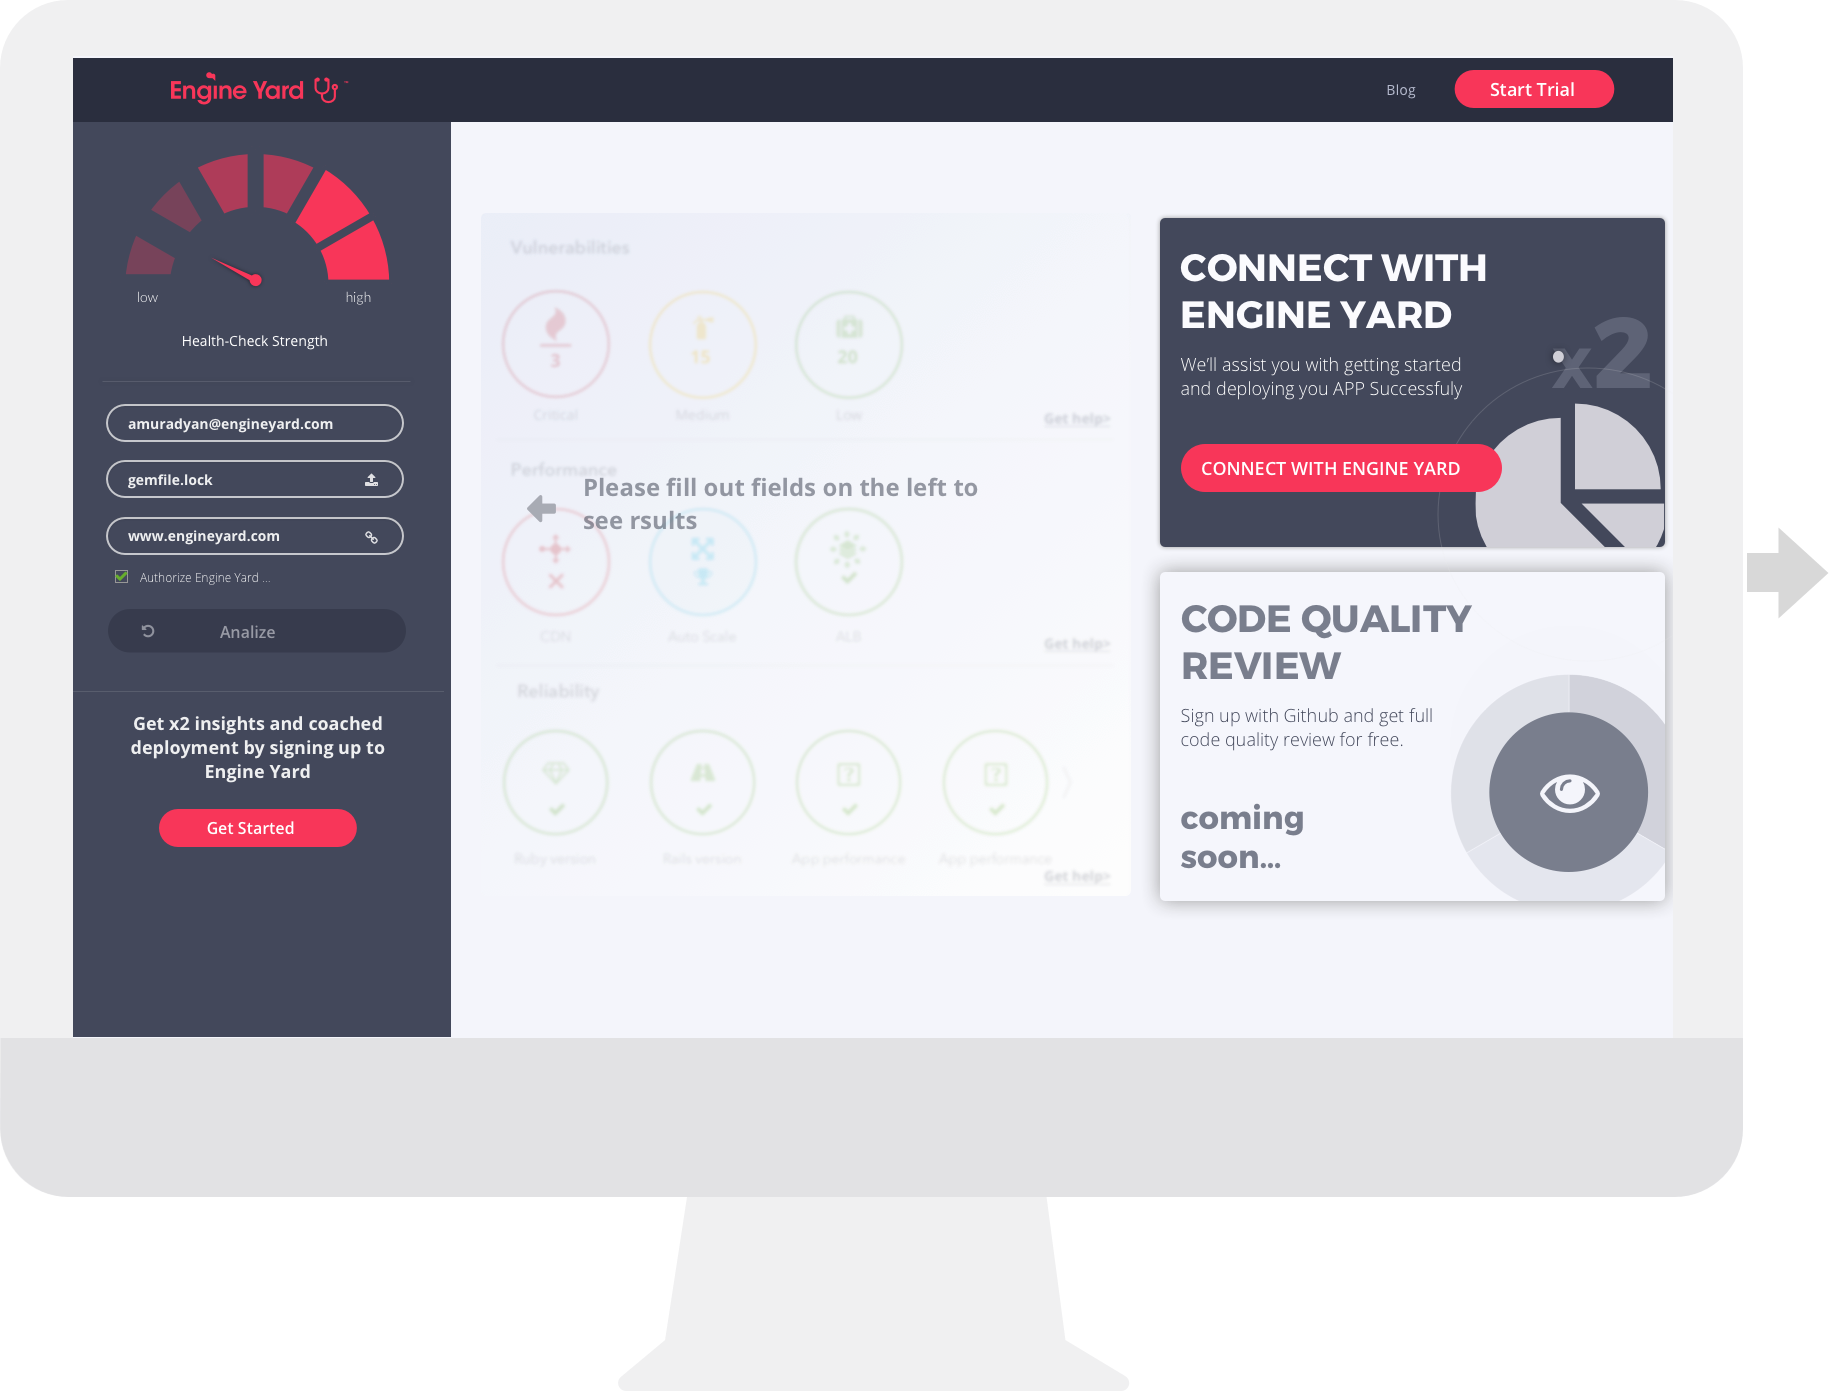 Engine Yard
Blog
Start Trial
low
high
Health-Check Strength
amuradyan@engineyard.com
gemfile.lock
www.engineyard.com
Authorize Engine Yard ...
Analize
Get x2 insights and coached
deployment by signing up to
Engine Yard
Get Started
Vulnerabilities
3
15
20
Critical
Medium
Low
Get help>
Performance
Please fill out fields on the left to
see rsults
CDN
Auto Scale
ALB
Get help>
Reliability
?
?
Ruby version
Rails version
App performance
App performance
Get help>
CONNECT WITH
ENGINE YARD
We'll assist you with getting started
and deploying you APP Successfuly
x2
CONNECT WITH ENGINE YARD
CODE QUALITY
REVIEW
Sign up with Github and get full
code quality review for free.
coming
soon...